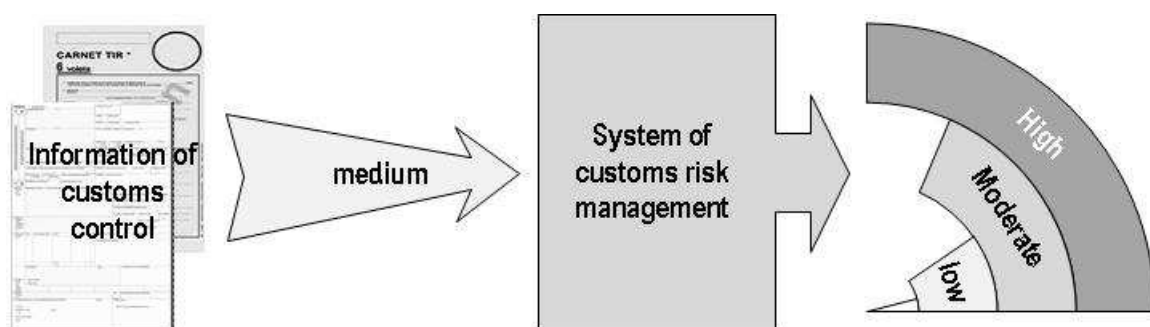 CARNET TIR *
6 volets
Information of
customs
control
medium
System of
customs risk
management
High
Moderate
low